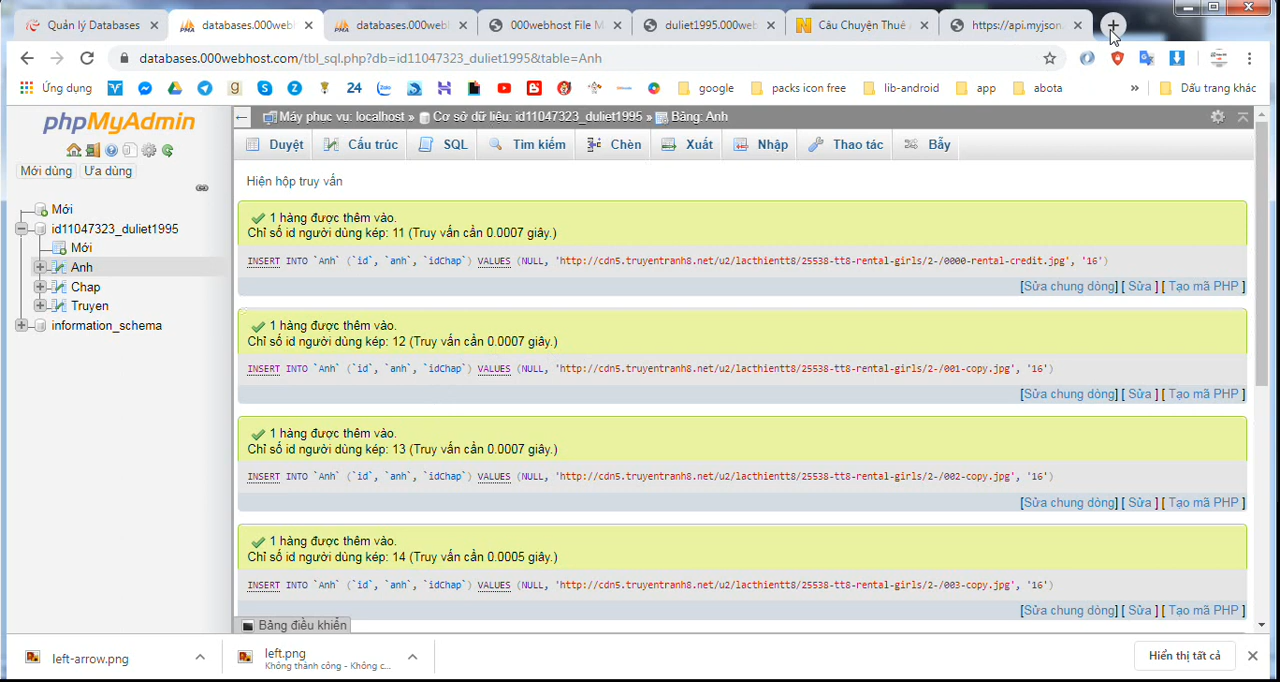 Quản lý Databases
databases.000webl
databases.000webl
000webhost File M
duliet1995.000web
Câu Chuyện Thuê
https://api.myjson.
databases.000webhost.com/tbl_sql.php?db=id11047323_duliet1995&table=Anh
Ứng dụng
24
google
packs icon free
lib-android
app
abota
»
Dấu trang khác
phpMyAdmin
Mới dùng
Ưa dùng
Mới
id11047323_duliet1995
Mới
Anh
Chap
Truyen
information_schema
Máy phục vụ: localhost » Cơ sở dữ liệu: id11047323_duliet1995 » Bảng: Anh
Duyệt
Cấu trúc
SQL
Tìm kiếm
Chèn
Xuất
Nhập
Thao tác
Bẫy
Hiện hộp truy vấn
1 hàng được thêm vào.
Chỉ số id người dùng kép: 11 (Truy vấn cần 0.0007 giây.)
INSERT INTO `Anh` (`id`, `anh`, `idChap`) VALUES (NULL, 'http://cdn5.truyentranh8.net/u2/lacthientt8/25538-tt8-rental-girls/2-/0000-rental-credit.jpg', '16')
[Sửa chung dòng] [ Sửa ] [ Tạo mã PHP ]
1 hàng được thêm vào.
Chỉ số id người dùng kép: 12 (Truy vấn cần 0.0007 giây.)
INSERT INTO `Anh` (`id`, `anh`, `idChap`) VALUES (NULL, 'http://cdn5.truyentranh8.net/u2/lacthientt8/25538-tt8-rental-girls/2-/001-copy.jpg', '16')
[Sửa chung dòng] [ Sửa ] [ Tạo mã PHP ]
1 hàng được thêm vào.
Chỉ số id người dùng kép: 13 (Truy vấn cần 0.0007 giây.)
INSERT INTO `Anh` (`id`, `anh`, `idChap`) VALUES (NULL, 'http://cdn5.truyentranh8.net/u2/lacthientt8/25538-tt8-rental-girls/2-/002-copy.jpg', '16')
[Sửa chung dòng] [ Sửa ] [ Tạo mã PHP ]
1 hàng được thêm vào.
Chỉ số id người dùng kép: 14 (Truy vấn cần 0.0005 giây.)
INSERT INTO `Anh` (`id`, `anh`, `idChap`) VALUES (NULL, 'http://cdn5.truyentranh8.net/u2/lacthientt8/25538-tt8-rental-girls/2-/003-copy.jpg', '16')
[Sửa chung dòng] [ Sửa ] [ Tạo mã PHP ]
Bảng điều khiển
left-arrow.png
left.png
Không thành công - Không c...
Hiển thị tất cả